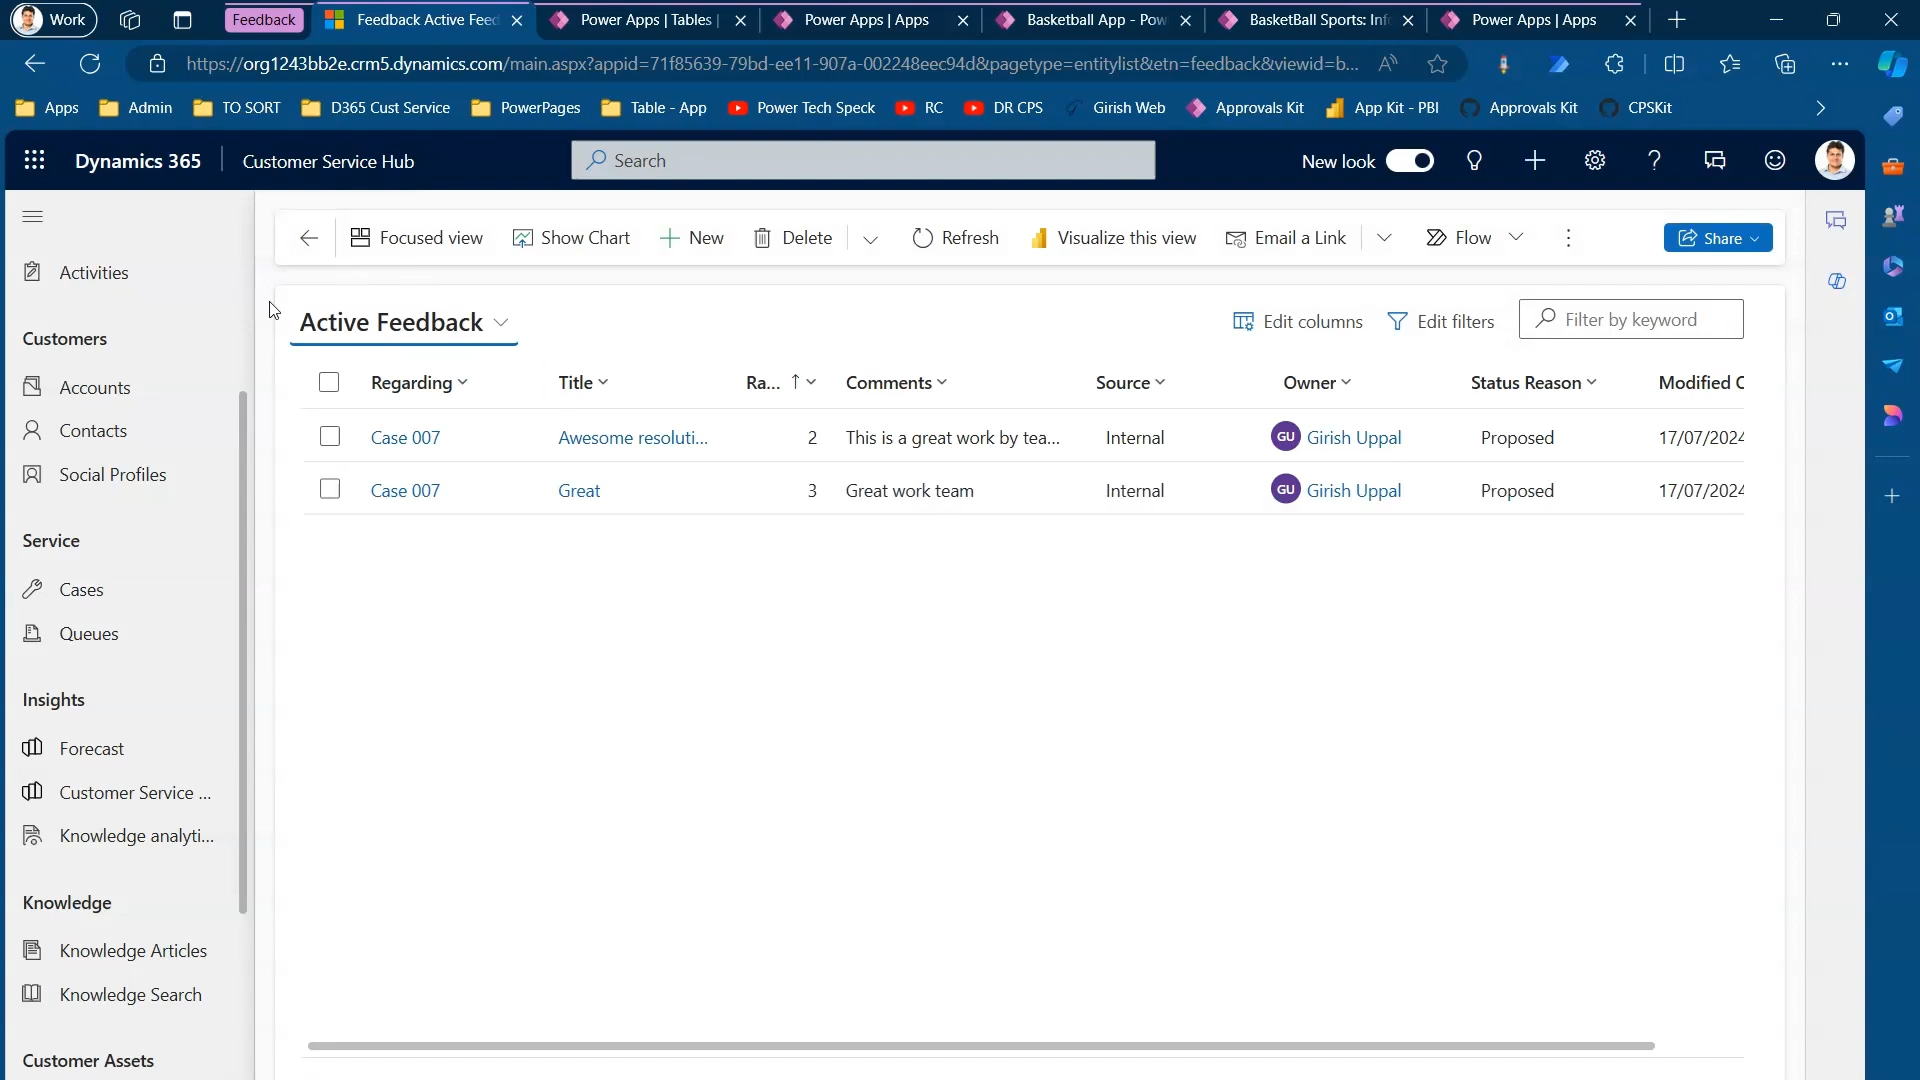 Work
Feedback
Feedback Active Feed
Power Apps | Tables |
Power Apps | Apps
Basketball App - Pow
BasketBall Sports: Inf
Power Apps | Apps
https://org1243bb2e.crm5.dynamics.com/main.aspx?appid=71f85639-79bd-ee11-907a-002248eec94d&pagetype=entitylist&etn=feedback&viewid=b...
Apps
Admin
TO SORT
D365 Cust Service
PowerPages
Table - App
Power Tech Speck
RC
DR CPS
Girish Web
Approvals Kit
App Kit - PBI
Approvals Kit
CPSKit
Dynamics 365
Customer Service Hub
Search
New look
Focused view
Show Chart
New
Delete
Refresh
Visualize this view
Email a Link
Flow
Share
Activities
Customers
Accounts
Contacts
Social Profiles
Service
Cases
Queues
Insights
Forecast
Customer Service ...
Knowledge analyti...
Knowledge
Knowledge Articles
Knowledge Search
Customer Assets
Active Feedback
Edit columns
Edit filters
Filter by keyword
Regarding Title Ra... Comments Source Owner Status Reason Modified
Case 007 Awesome resoluti... 2 This is a great work by tea... Internal GU Girish Uppal Proposed 17/07/2024
Case 007 Great 3 Great work team Internal GU Girish Uppal Proposed 17/07/2024